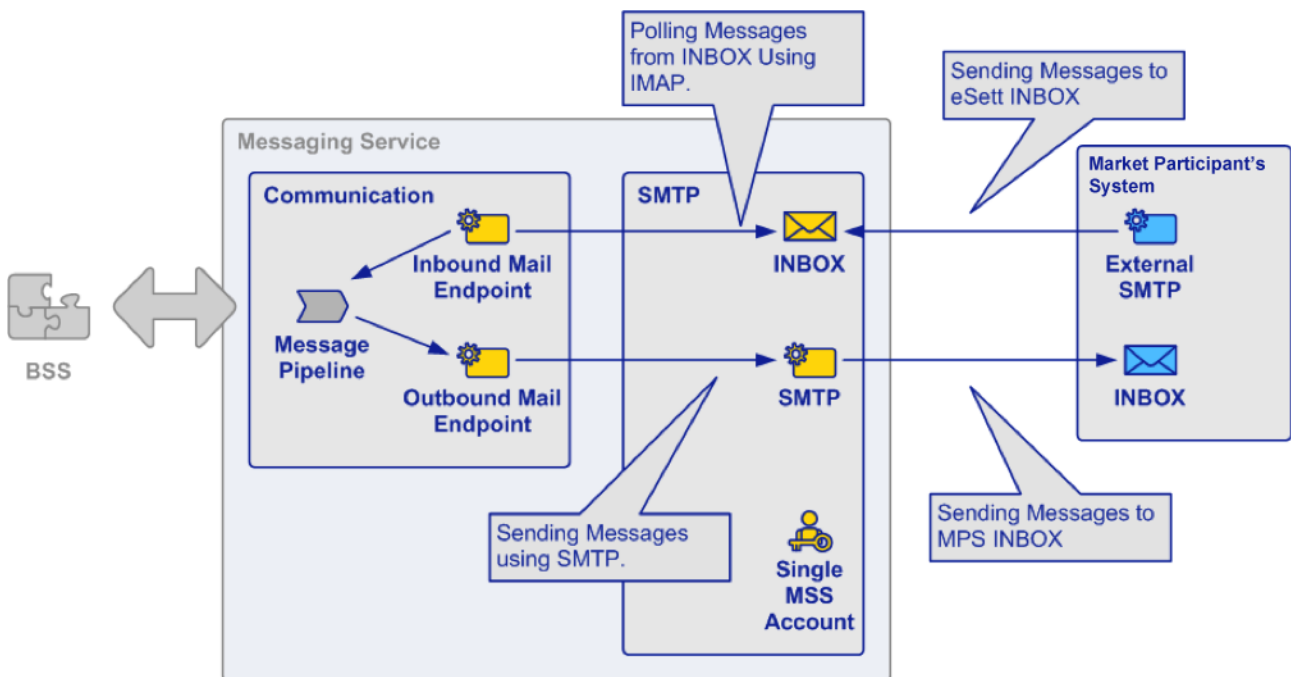 Polling Messages
from INBOX Using
IMAP.
Sending Messages to
eSett INBOX
Messaging Service
Communication
SMTP
Market Participant's
System
Inbound Mail
Endpoint
INBOX
External
SMTP
Message
Pipeline
BSS
Outbound Mail
Endpoint
SMTP
INBOX
Sending Messages
using SMTP.
Single
MSS
Account
Sending Messages to
MPS INBOX